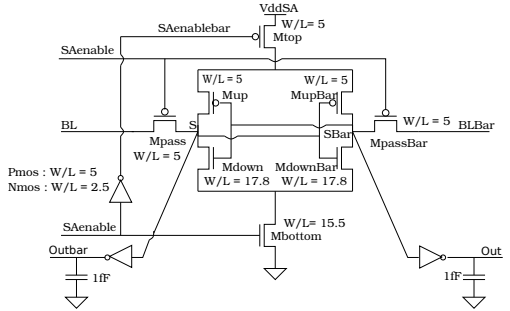 VddSA
W/L= 5
SAenablebar
Mtop
SAenable
W/L = 5
W/L = 5
Mup
MupBar
W/L = 5
BL
S
SBar
BLBar
Mpass
MpassBar
W/L = 5
Mdown
MdownBar
Pmos : W/L = 5
W/L = 17.8
W/L = 17.8
Nmos : W/L = 2.5
SAenable
W/L= 15.5
Mbottom
Outbar
Out
1fF
1fF